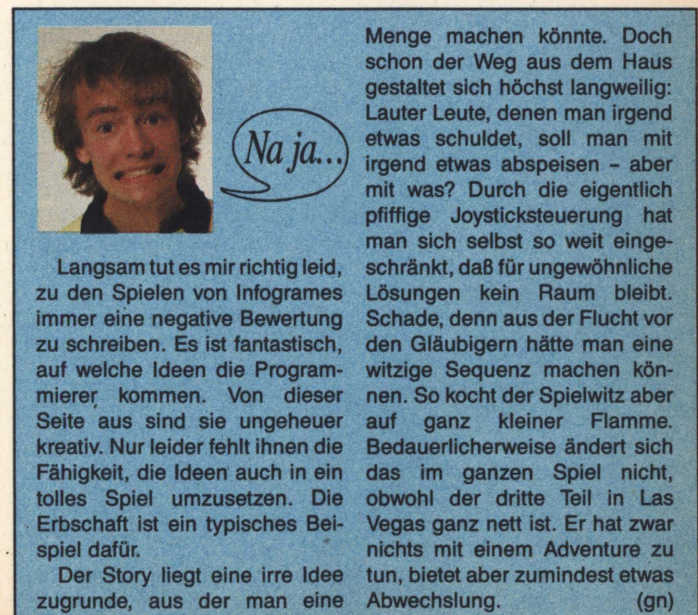 Na ja...
Langsam tut es mir richtig leid,
zu den Spielen von Infogrames
immer eine negative Bewertung
zu schreiben. Es ist fantastisch,
auf welche Ideen die Program-
mierer kommen. Von dieser
Seite aus sind sie ungeheuer
kreativ. Nur leider fehlt ihnen die
Fähigkeit, die Ideen auch in ein
tolles Spiel umzusetzen. Die
Erbschaft ist ein typisches Bei-
spiel dafür.
Der Story liegt eine irre Idee
zugrunde, aus der man eine
Menge machen könnte. Doch
schon der Weg aus dem Haus
gestaltet sich höchst langweilig:
Lauter Leute, denen man irgend
etwas schuldet, soll man mit
irgend etwas abspeisen – aber
mit was? Durch die eigentlich
pfiffige Joysticksteuerung hat
man sich selbst so weit einge-
schränkt, daß für ungewöhnliche
Lösungen kein Raum bleibt.
Schade, denn aus der Flucht vor
den Gläubigern hätte man eine
witzige Sequenz machen kön-
nen. So kocht der Spielwitz aber
auf ganz kleiner Flamme.
Bedauerlicherweise ändert sich
das im ganzen Spiel nicht,
obwohl der dritte Teil in Las
Vegas ganz nett ist. Er hat zwar
nichts mit einem Adventure zu
tun, bietet aber zumindest etwas
Abwechslung. (gn)